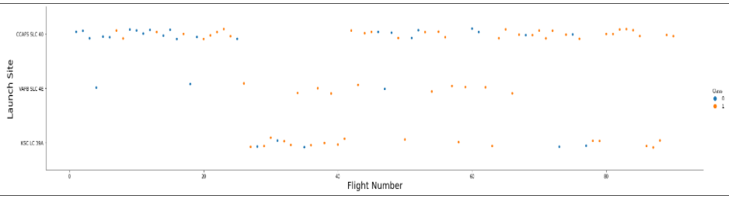 CCAFS SLC 40
VAFB SLC 4E
KSC LC 39A
Launch Site
0
20
40
60
80
Flight Number
Class
0
1